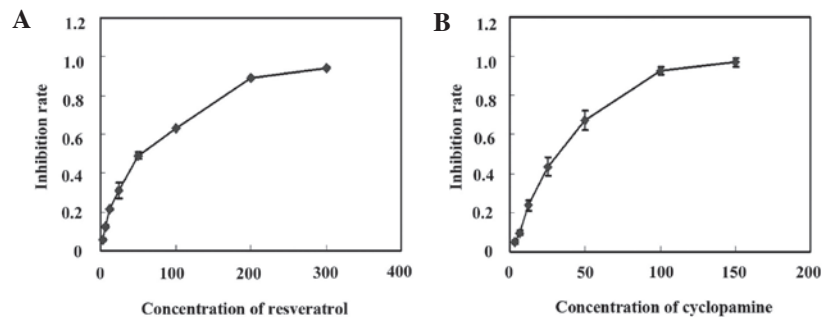 A
1.2
1.0
0.8
0.6
0.4
0.2
0
Inhibition rate
0 100 200 300 400
Concentration of resveratrol
B
1.2
1.0
0.8
0.6
0.4
0.2
0
Inhibition rate
0 50 100 150 200
Concentration of cyclopamine